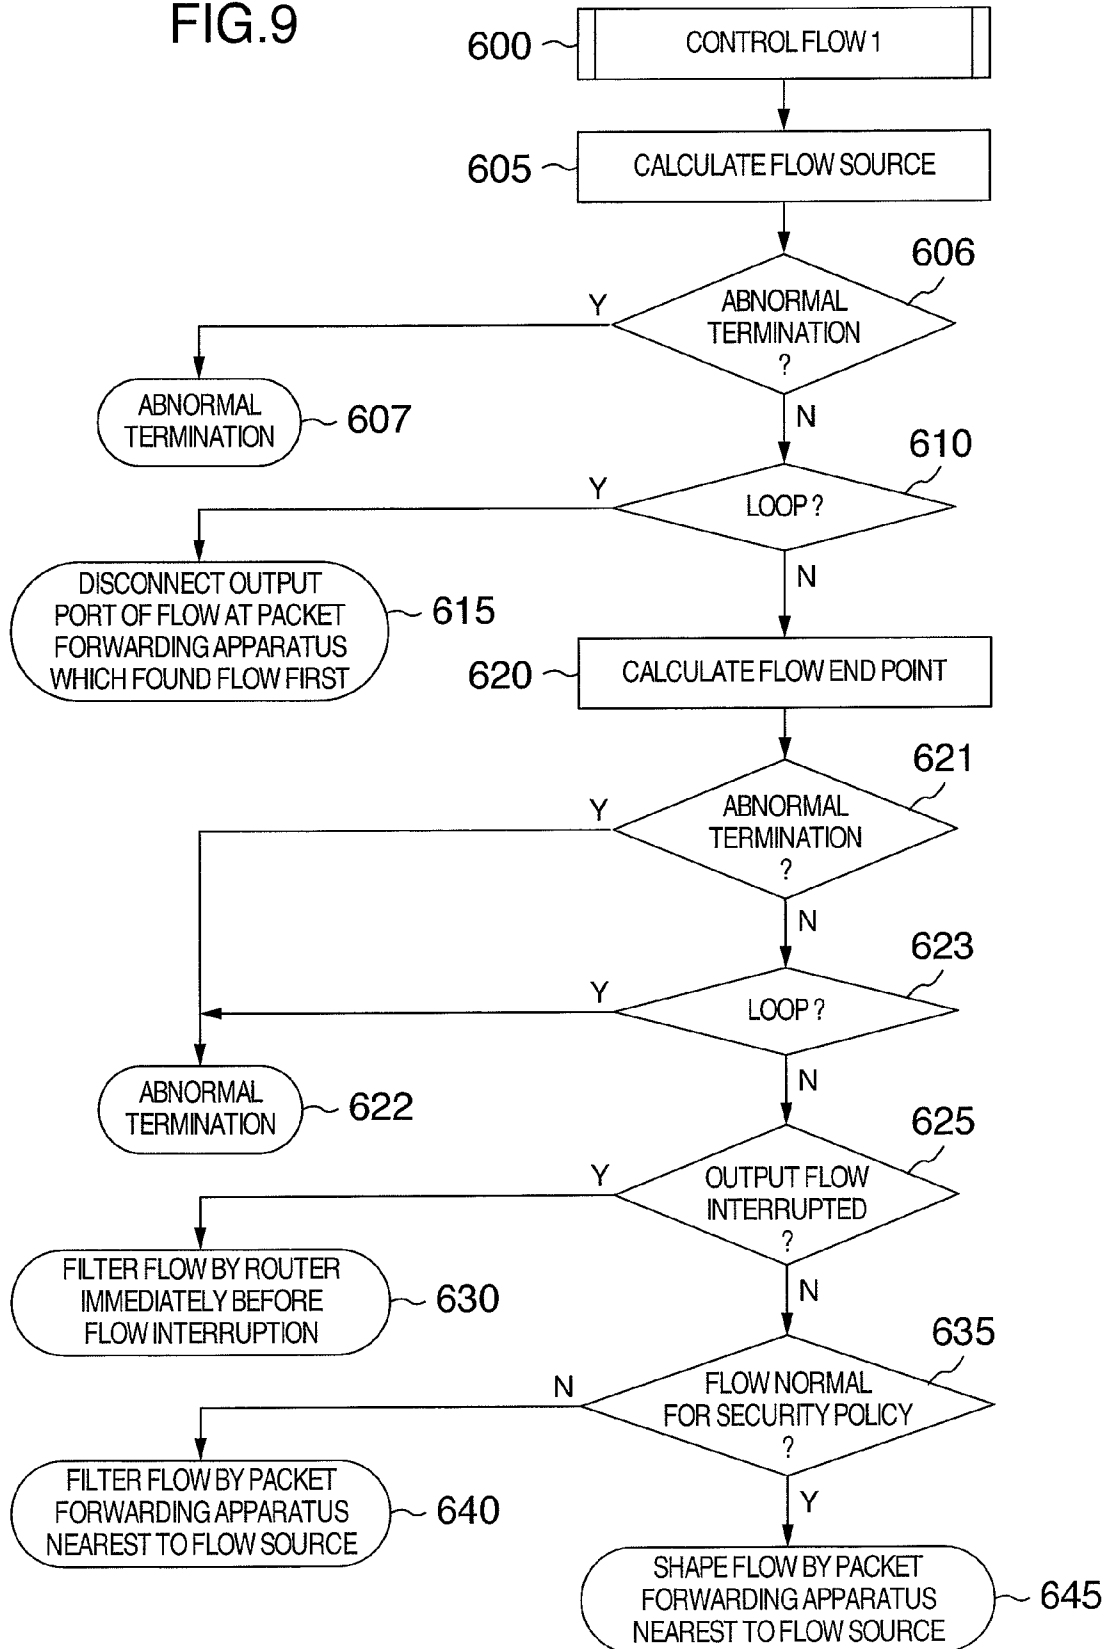 FIG.9
600
CONTROL FLOW 1
605
CALCULATE FLOW SOURCE
606
ABNORMAL
TERMINATION
?
Y
N
ABNORMAL
TERMINATION
607
610
LOOP ?
Y
N
DISCONNECT OUTPUT
PORT OF FLOW AT PACKET
FORWARDING APPARATUS
WHICH FOUND FLOW FIRST
615
620
CALCULATE FLOW END POINT
621
ABNORMAL
TERMINATION
?
Y
N
623
LOOP ?
Y
N
ABNORMAL
TERMINATION
622
625
OUTPUT FLOW
INTERRUPTED
?
Y
N
FILTER FLOW BY ROUTER
IMMEDIATELY BEFORE
FLOW INTERRUPTION
630
635
FLOW NORMAL
FOR SECURITY POLICY
?
N
Y
FILTER FLOW BY PACKET
FORWARDING APPARATUS
NEAREST TO FLOW SOURCE
640
SHAPE FLOW BY PACKET
FORWARDING APPARATUS
NEAREST TO FLOW SOURCE
645